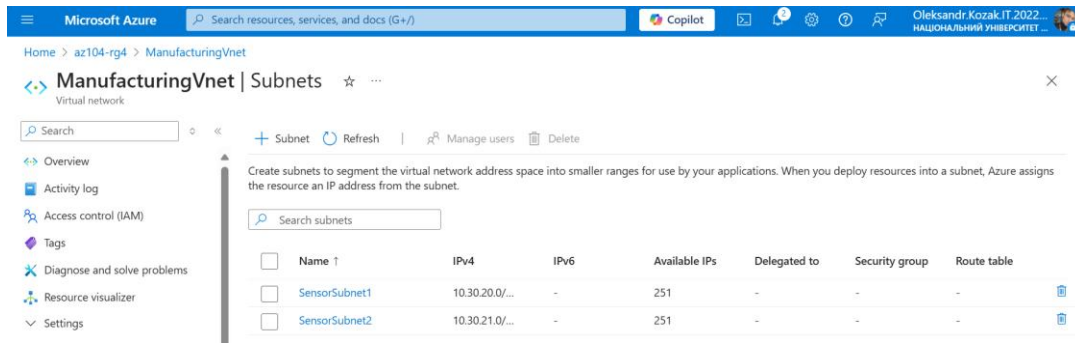 Microsoft Azure
Search resources, services, and docs (G+/)
Copilot
2
Oleksandr.Kozak.IT.2022...
НАЦІОНАЛЬНИЙ УНІВЕРСИТЕТ ...
Home > az104-rg4 > ManufacturingVnet
ManufacturingVnet | Subnets
Virtual network
Search
+ Subnet Refresh | Manage users Delete
Overview
Activity log
Access control (IAM)
Tags
Diagnose and solve problems
Resource visualizer
Settings
Create subnets to segment the virtual network address space into smaller ranges for use by your applications. When you deploy resources into a subnet, Azure assigns
the resource an IP address from the subnet.
Search subnets
Name ↑ IPv4 IPv6 Available IPs Delegated to Security group Route table
SensorSubnet1 10.30.20.0/... - 251 - - -
SensorSubnet2 10.30.21.0/... - 251 - - -